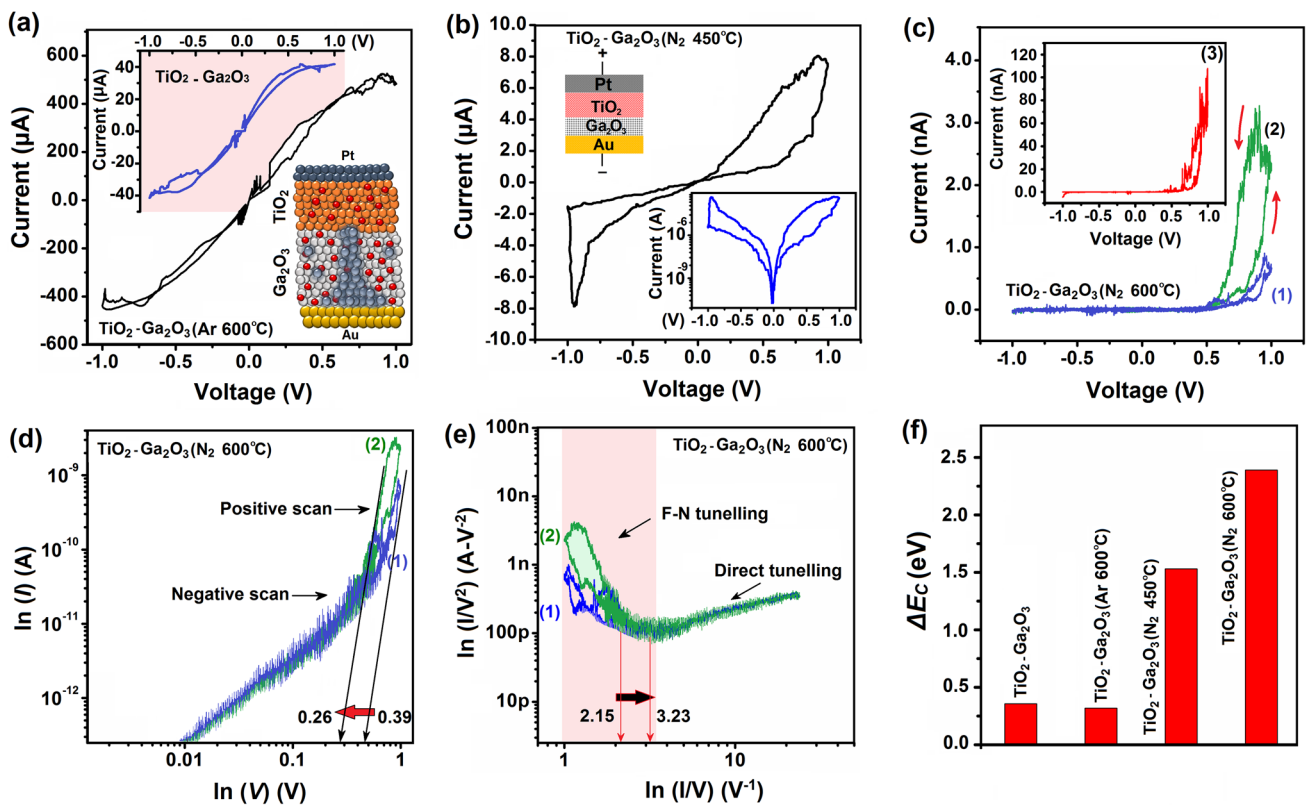 (a)
-1.0 -0.5 0.0 0.5 1.0 (V)
TiO2 - Ga2O3
Current (µA)
40
20
0.0
-20
-40
600
400
200
0
-200
-400
-600
Current (µA)
Pt
TiO2
Ga2O3
Au
TiO2-Ga2O3(Ar 600℃)
-1.0 -0.5 0.0 0.5 1.0
Voltage (V)
(b)
TiO2-Ga2O3(N2 450℃)
+
Pt
TiO2
Ga2O3
Au
−
8.0
6.0
4.0
2.0
0.0
-2.0
-4.0
-6.0
-8.0
10.0
Current (µA)
Current (A)
10-6
10-9
(V) -1.0 -0.5 0.0 0.5 1.0
-1.0 -0.5 0.0 0.5 1.0
Voltage (V)
(c)
(3)
120
100
80
60
40
20
0.0
Current (nA)
-1.0 -0.5 0.0 0.5 1.0
Voltage (V)
(2)
4.0
3.0
2.0
1.0
0.0
Current (nA)
TiO2-Ga2O3(N2 600℃)
(1)
-1.0 -0.5 0.0 0.5 1.0
Voltage (V)
(d)
TiO2-Ga2O3(N2 600℃)
(2)
10-9
10-10
10-11
10-12
ln (I) (A)
Positive scan
(1)
Negative scan
0.26
0.39
0.01 0.1 1
ln (V) (V)
(e)
TiO2-Ga2O3(N2 600℃)
100n
10n
1n
100p
10p
ln (I/V2) (A-V-2)
F-N tunelling
(2)
Direct tunelling
(1)
2.15
3.23
1 10
ln (I/V) (V-1)
(f)
2.5
2.0
1.5
1.0
0.5
0.0
ΔEC (eV)
TiO2-Ga2O3
TiO2-Ga2O3(Ar 600℃)
TiO2-Ga2O3(N2 450℃)
TiO2-Ga2O3(N2 600℃)